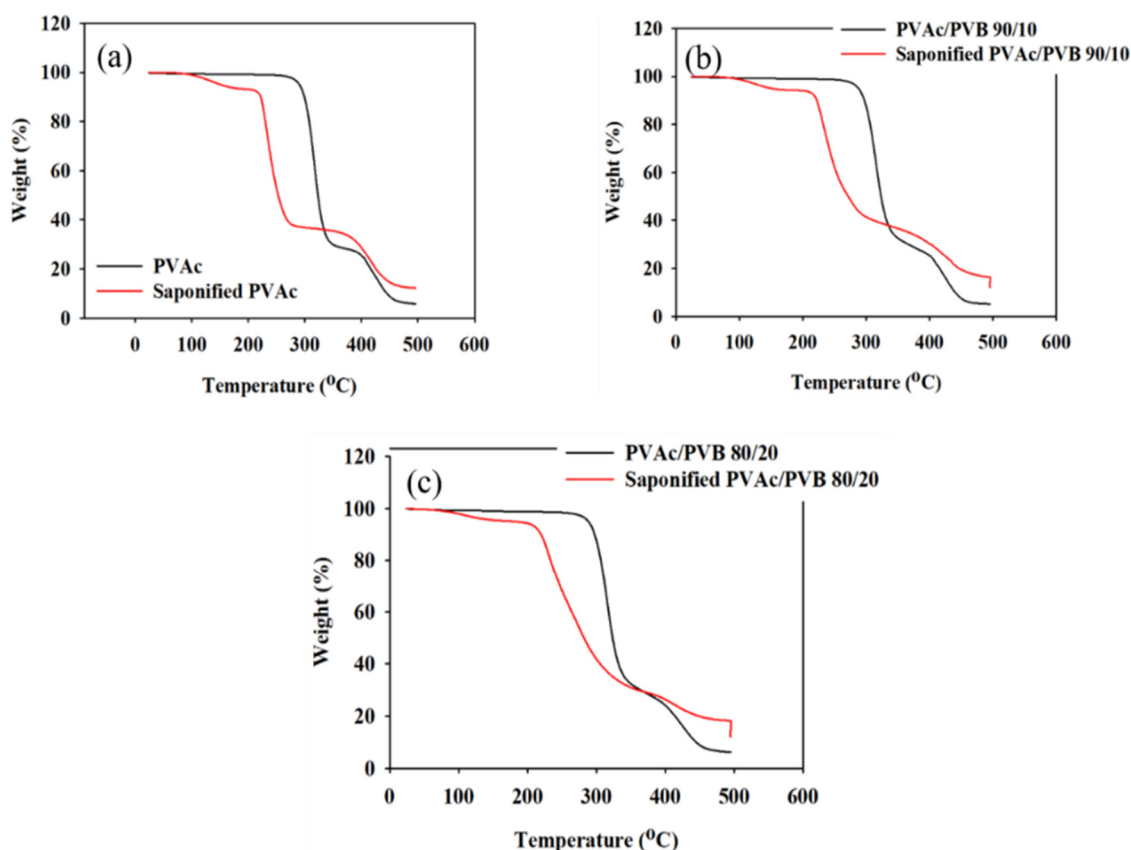 (a)
120
100
80
60
40
20
0
Weight (%)
PVAc
Saponified PVAc
0 100 200 300 400 500 600
Temperature (⁰C)
(b)
PVAc/PVB 90/10
Saponified PVAc/PVB 90/10
120
100
80
60
40
20
0
Weight (%)
0 100 200 300 400 500 600
Temperature (⁰C)
(c)
PVAc/PVB 80/20
Saponified PVAc/PVB 80/20
120
100
80
60
40
20
0
Weight (%)
0 100 200 300 400 500 600
Temperature (⁰C)